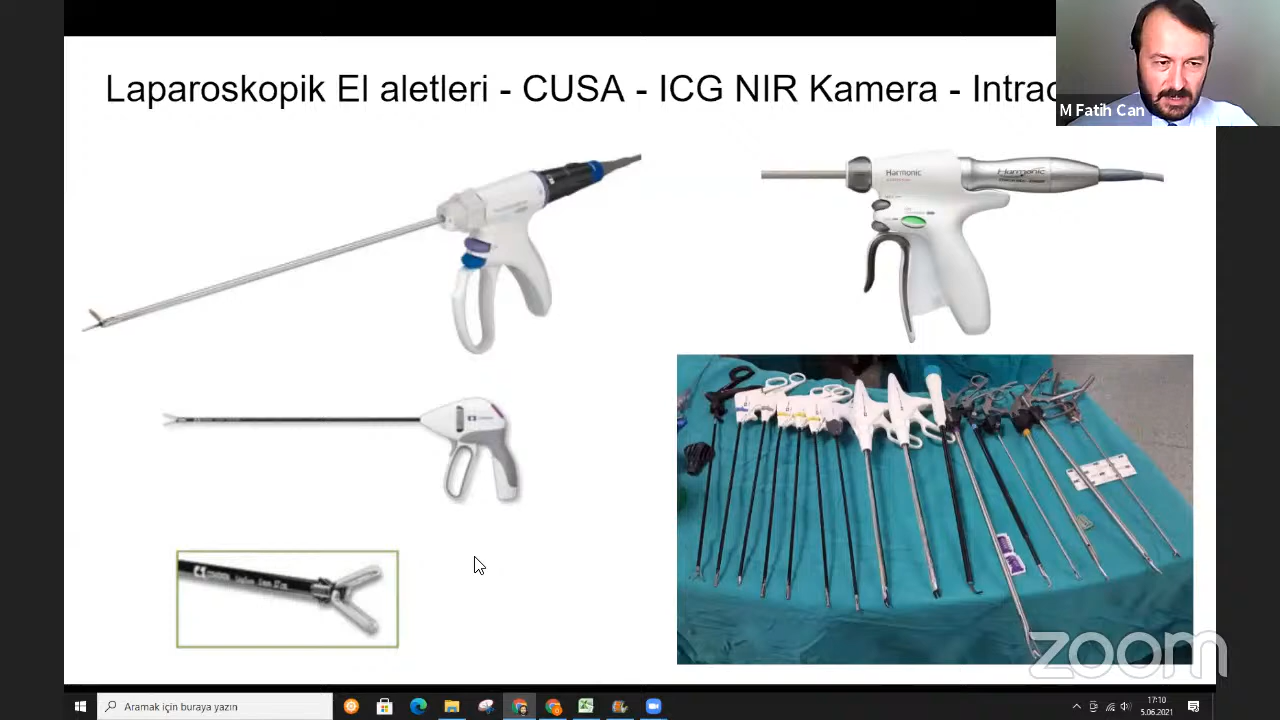 Laparoskopik El aletleri - CUSA - ICG NIR Kamera - Intrao
M Fatih Can
Harmonic
Harmonic
zoom
Aramak için buraya yazın
17:10
5.06.2021